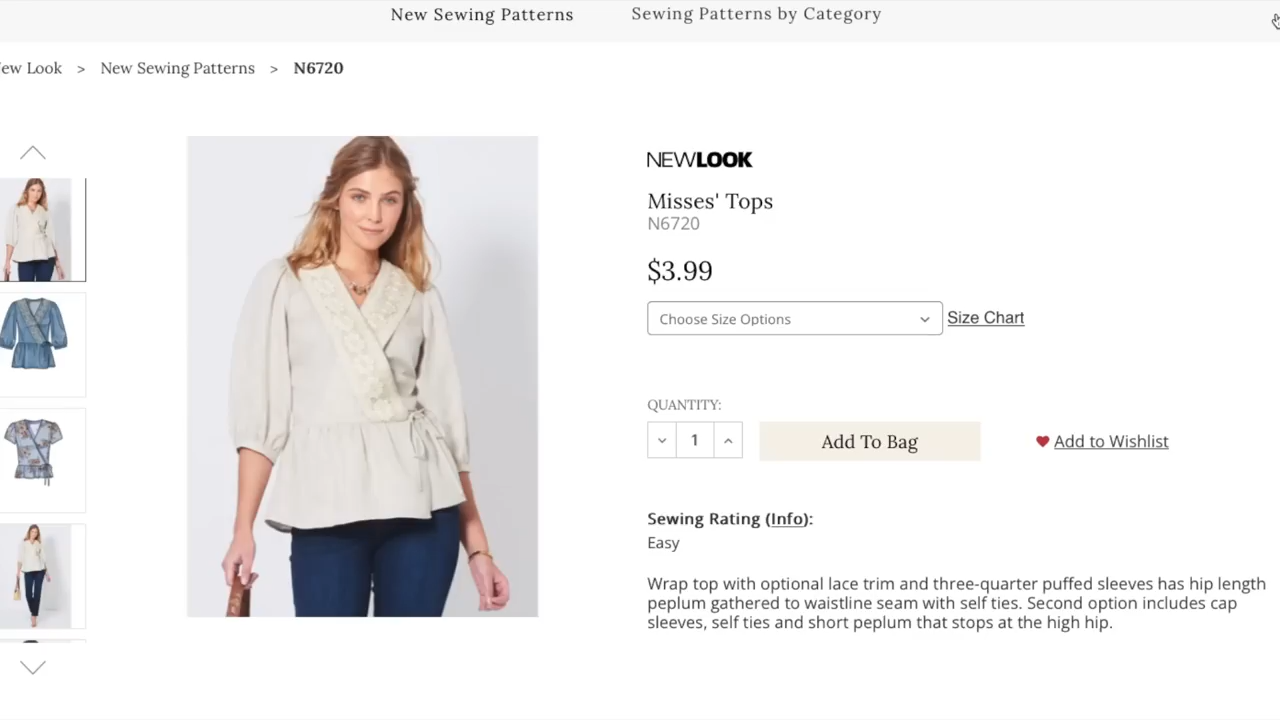 New Sewing Patterns Sewing Patterns by Category
ew Look > New Sewing Patterns > N6720
NEWLOOK
Misses' Tops
N6720
$3.99
Choose Size Options Size Chart
QUANTITY:
1 Add To Bag Add to Wishlist
Sewing Rating (Info):
Easy
Wrap top with optional lace trim and three-quarter puffed sleeves has hip length
peplum gathered to waistline seam with self ties. Second option includes cap
sleeves, self ties and short peplum that stops at the high hip.